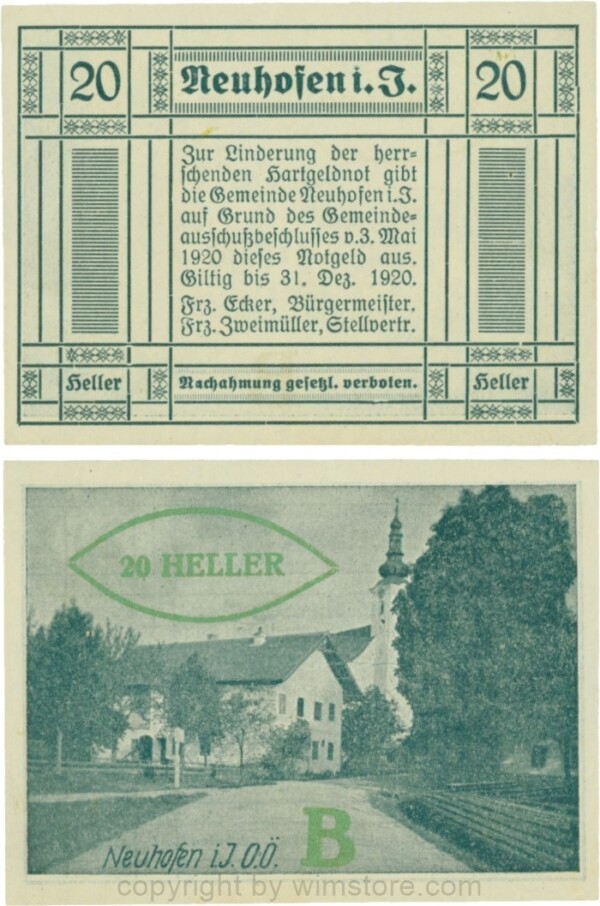 20 Neuhofen i. I. 20
Zur Linderung der herr=
schenden Hartgeldnot gibt
die Gemeinde Neuhofen i. I.
auf Grund des Gemeinde=
ausschußbeschlusses v. 3. Mai
1920 dieses Notgeld aus.
Giltig bis 31. Dez. 1920.
Frz. Ecker, Bürgermeister.
Frz. Zweimüller, Stellvertr.
Heller Nachahmung gesetzl. verboten. Heller
20 HELLER
Neuhofen i. J. O.Ö. B
copyright by wimstore.com